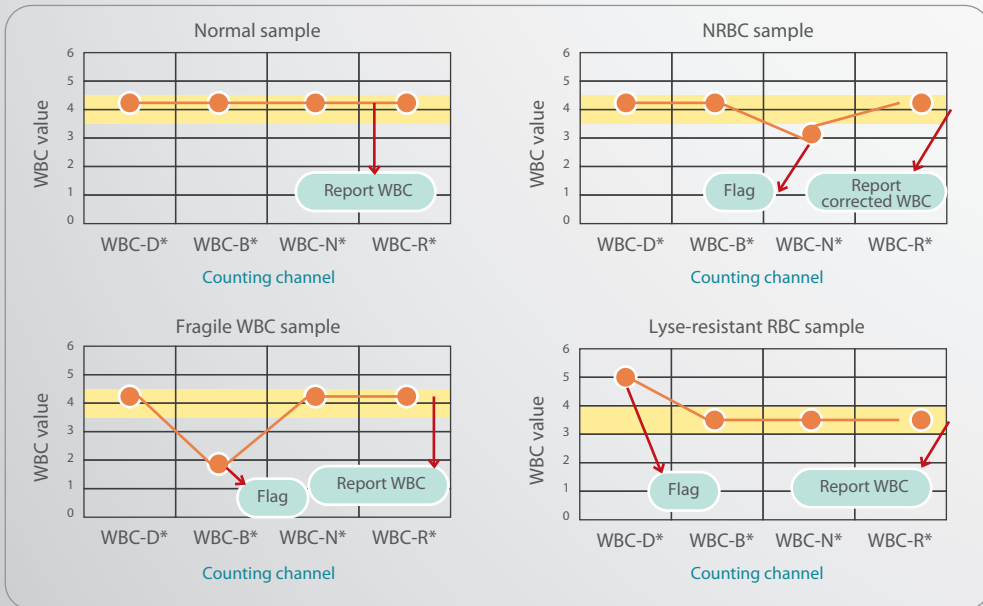 Normal sample
WBC value
6
5
4
3
2
1
0
Report WBC
WBC-D* WBC-B* WBC-N* WBC-R*
Counting channel
NRBC sample
WBC value
6
5
4
3
2
1
0
Flag
Report
corrected WBC
WBC-D* WBC-B* WBC-N* WBC-R*
Counting channel
Fragile WBC sample
WBC value
6
5
4
3
2
1
0
Flag
Report WBC
WBC-D* WBC-B* WBC-N* WBC-R*
Counting channel
Lyse-resistant RBC sample
WBC value
6
5
4
3
2
1
0
Flag
Report WBC
WBC-D* WBC-B* WBC-N* WBC-R*
Counting channel